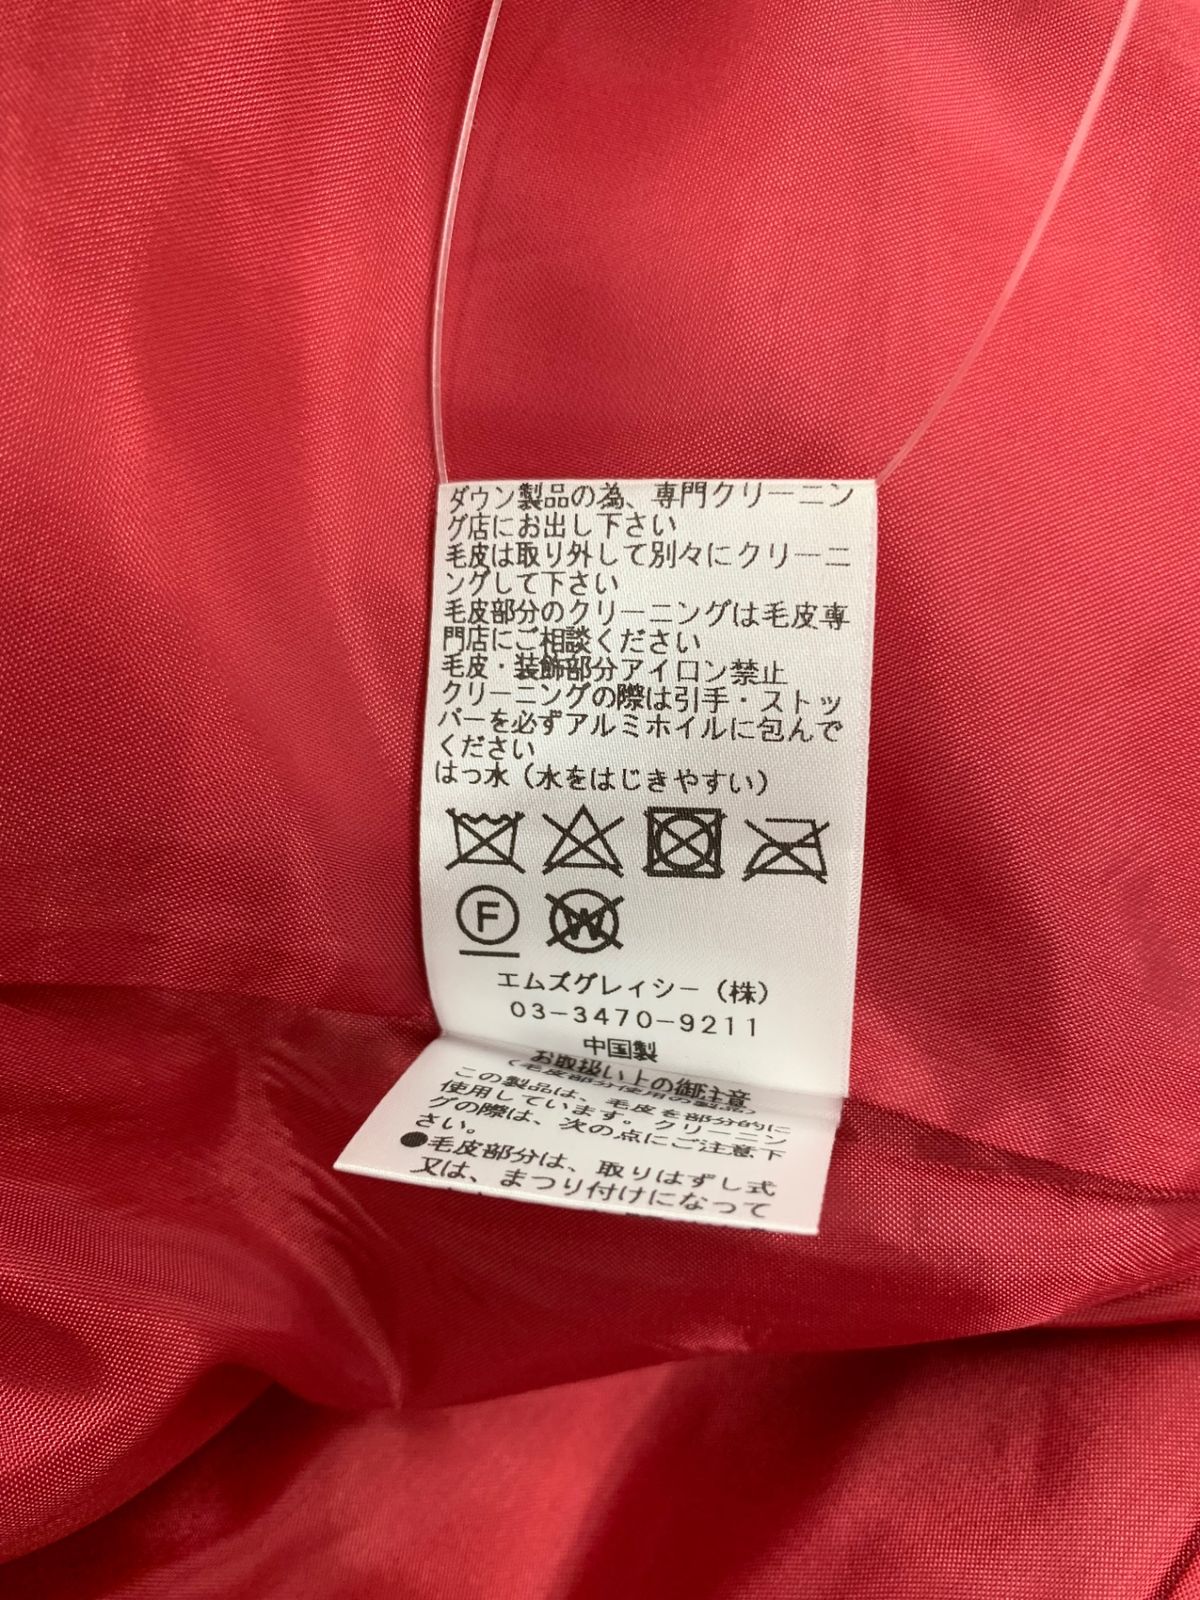 ダウン製品の為、専門クリーニン
グ店にお出し下さい
毛皮は取り外して別々にクリーニ
ングして下さい
毛皮部分のクリーニングは毛皮専
門店にご相談ください
毛皮・装飾部分アイロン禁止
クリーニングの際は引手・ストッ
パーを必ずアルミホイルに包んで
ください
はっ水（水をはじきやすい）
F
W
エムズグレィシー（株）
03-3470-9211
中国製
お取扱い上の御注意
（毛皮部分使用の製品）
この製品は、毛皮を部分的に
使用しています。クリーニン
グの際は、次の点にご注意下
さい。
●毛皮部分は、取りはずし式
又は、まつり付けになって